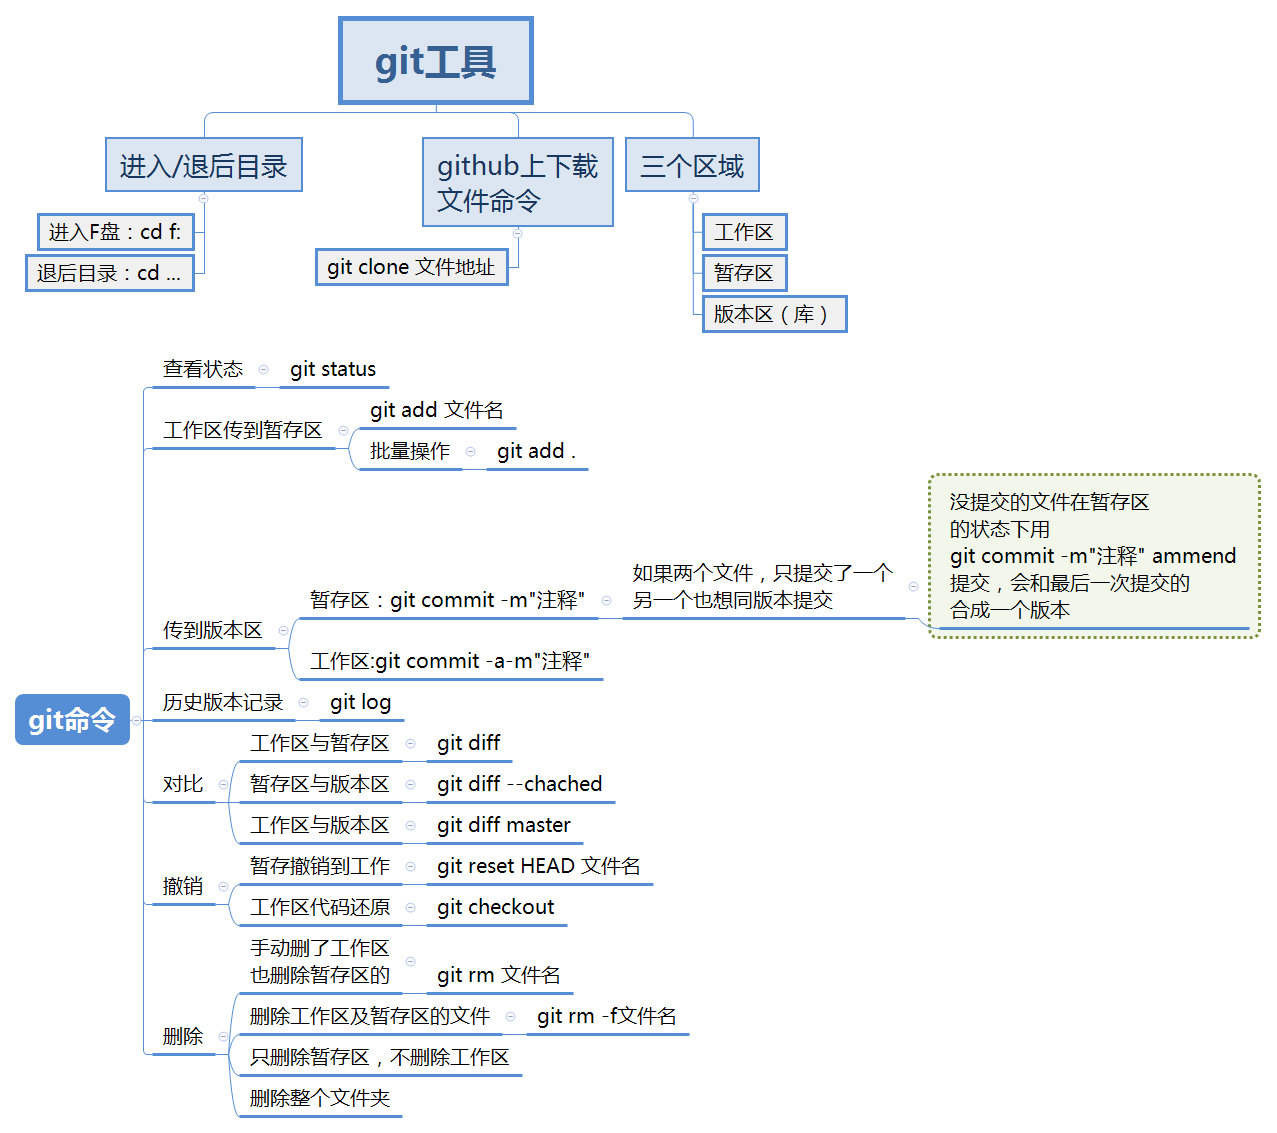 git工具
进入/退后目录
进入F盘：cd f:
退后目录：cd ...
github上下载
文件命令
git clone 文件地址
三个区域
工作区
暂存区
版本区（库）
git命令
查看状态
git status
工作区传到暂存区
git add 文件名
批量操作
git add .
传到版本区
暂存区：git commit -m"注释"
如果两个文件，只提交了一个
另一个也想同版本提交
没提交的文件在暂存区
的状态下用
git commit -m"注释" ammend
提交，会和最后一次提交的
合成一个版本
工作区:git commit -a-m"注释"
历史版本记录
git log
对比
工作区与暂存区
git diff
暂存区与版本区
git diff --chached
工作区与版本区
git diff master
撤销
暂存撤销到工作
git reset HEAD 文件名
工作区代码还原
git checkout
删除
手动删了工作区
也删除暂存区的
git rm 文件名
删除工作区及暂存区的文件
git rm -f文件名
只删除暂存区，不删除工作区
删除整个文件夹